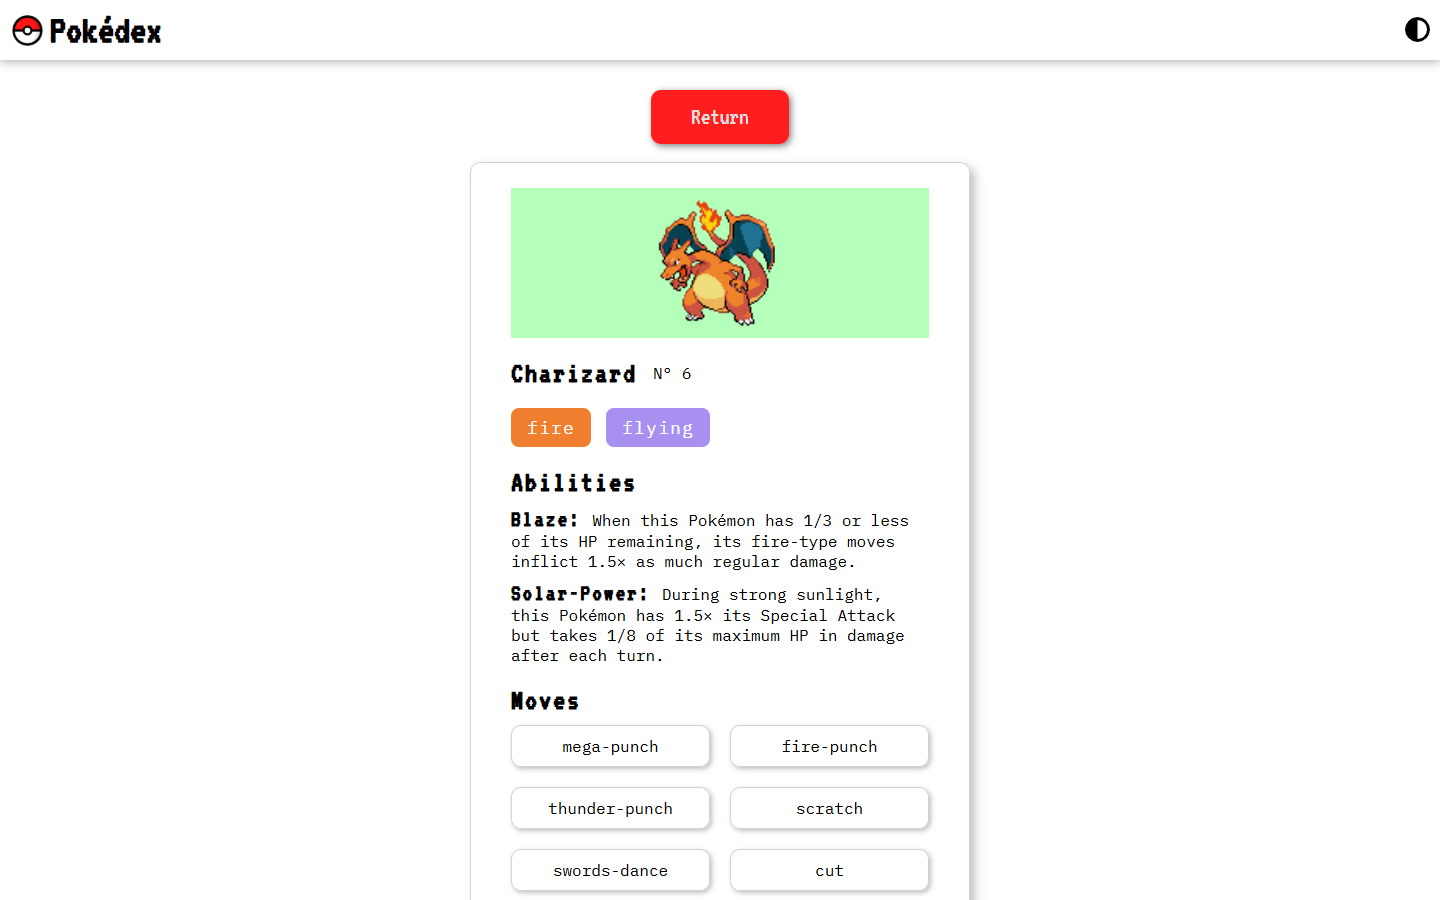 Pokédex
Return
Charizard N° 6
fire flying
Abilities
Blaze: When this Pokémon has 1/3 or less
of its HP remaining, its fire-type moves
inflict 1.5× as much regular damage.
Solar-Power: During strong sunlight,
this Pokémon has 1.5× its Special Attack
but takes 1/8 of its maximum HP in damage
after each turn.
Moves
mega-punch fire-punch
thunder-punch scratch
swords-dance cut